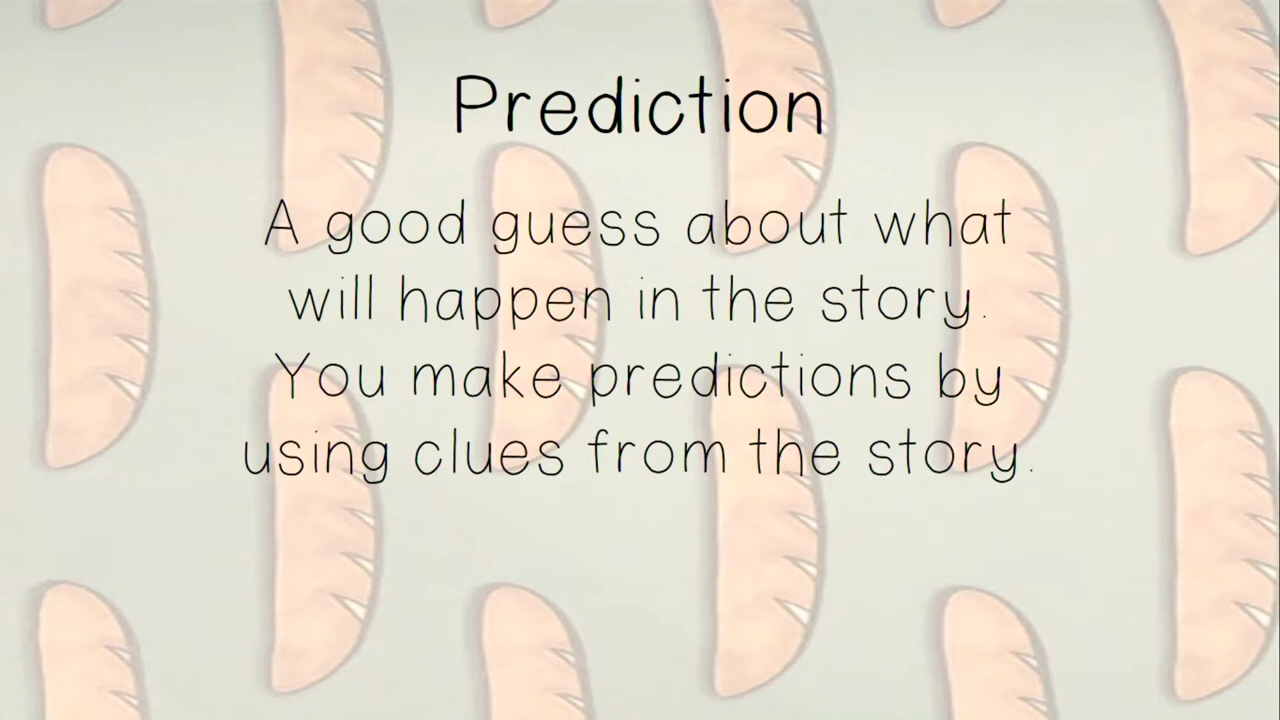 Prediction
A good guess about what
will happen in the story.
You make predictions by
using clues from the story.